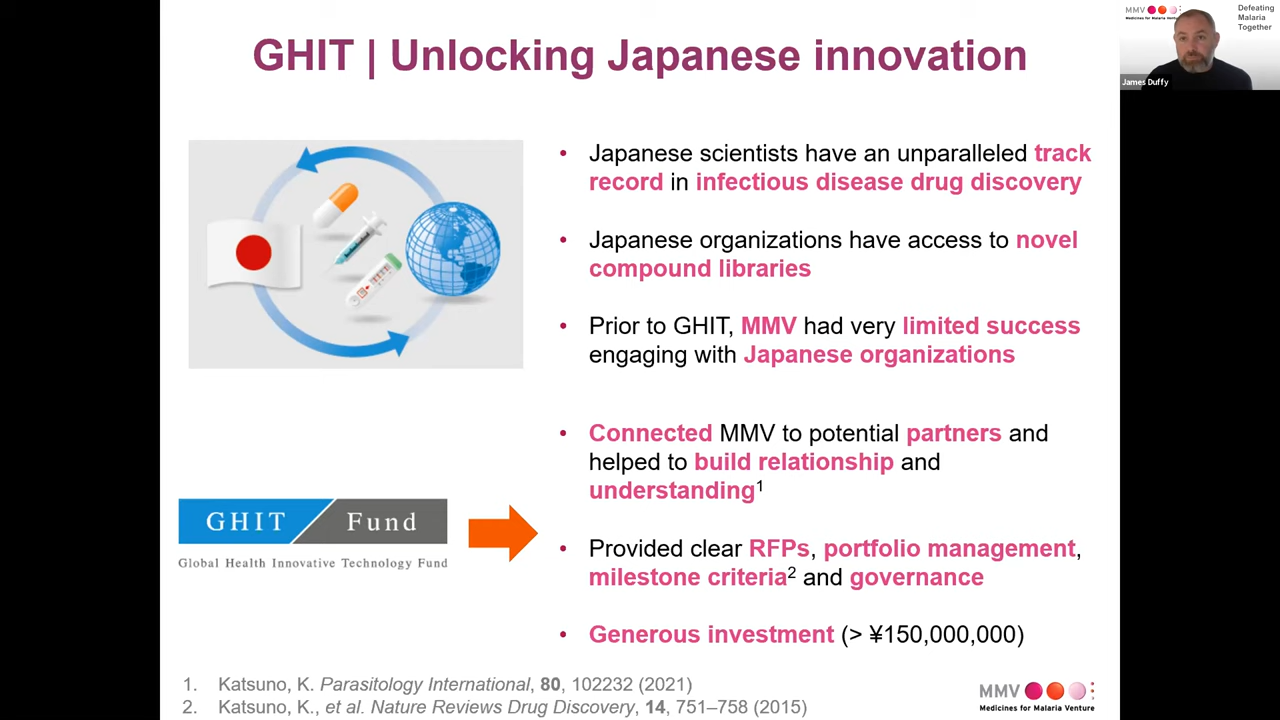 GHIT | Unlocking Japanese innovation
MMV
Medicines for Malaria Venture
Defeating
Malaria
Together
James Duffy
• Japanese scientists have an unparalleled track
record in infectious disease drug discovery
• Japanese organizations have access to novel
compound libraries
• Prior to GHIT, MMV had very limited success
engaging with Japanese organizations
• Connected MMV to potential partners and
helped to build relationship and
understanding¹
GHIT Fund
Global Health Innovative Technology Fund
• Provided clear RFPs, portfolio management,
milestone criteria² and governance
• Generous investment (> ¥150,000,000)
1. Katsuno, K. Parasitology International, 80, 102232 (2021)
2. Katsuno, K., et al. Nature Reviews Drug Discovery, 14, 751–758 (2015)
MMV
Medicines for Malaria Venture